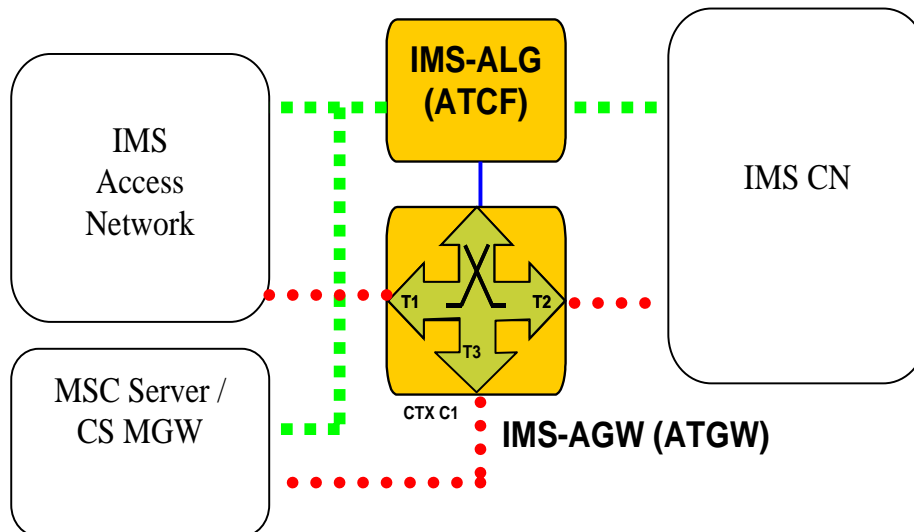 IMS
Access
Network
IMS-ALG
(ATCF)
IMS CN
T1
T2
T3
MSC Server /
CS MGW
CTX C1
IMS-AGW (ATGW)